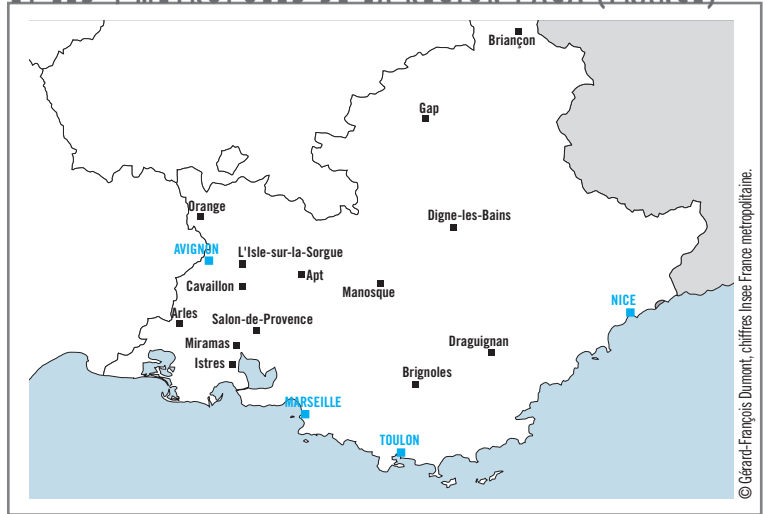 Briançon
Gap
Orange
Digne-les-Bains
AVIGNON
L'Isle-sur-la-Sorgue
Apt
Cavaillon
Manosque
NICE
Arles
Salon-de-Provence
Miramas
Draguignan
Istres
Brignoles
MARSEILLE
TOULON
© Gérard-François Dumont, chiffres Insee France metropolitaine.